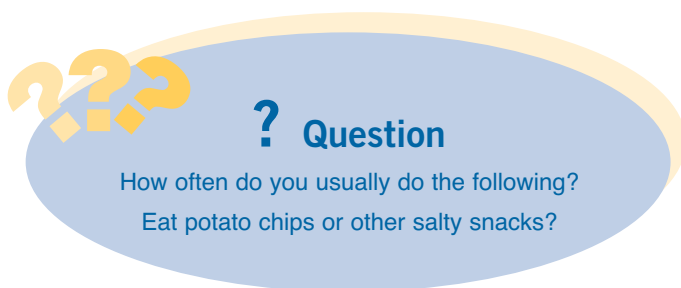 ???
? Question
How often do you usually do the following?
Eat potato chips or other salty snacks?